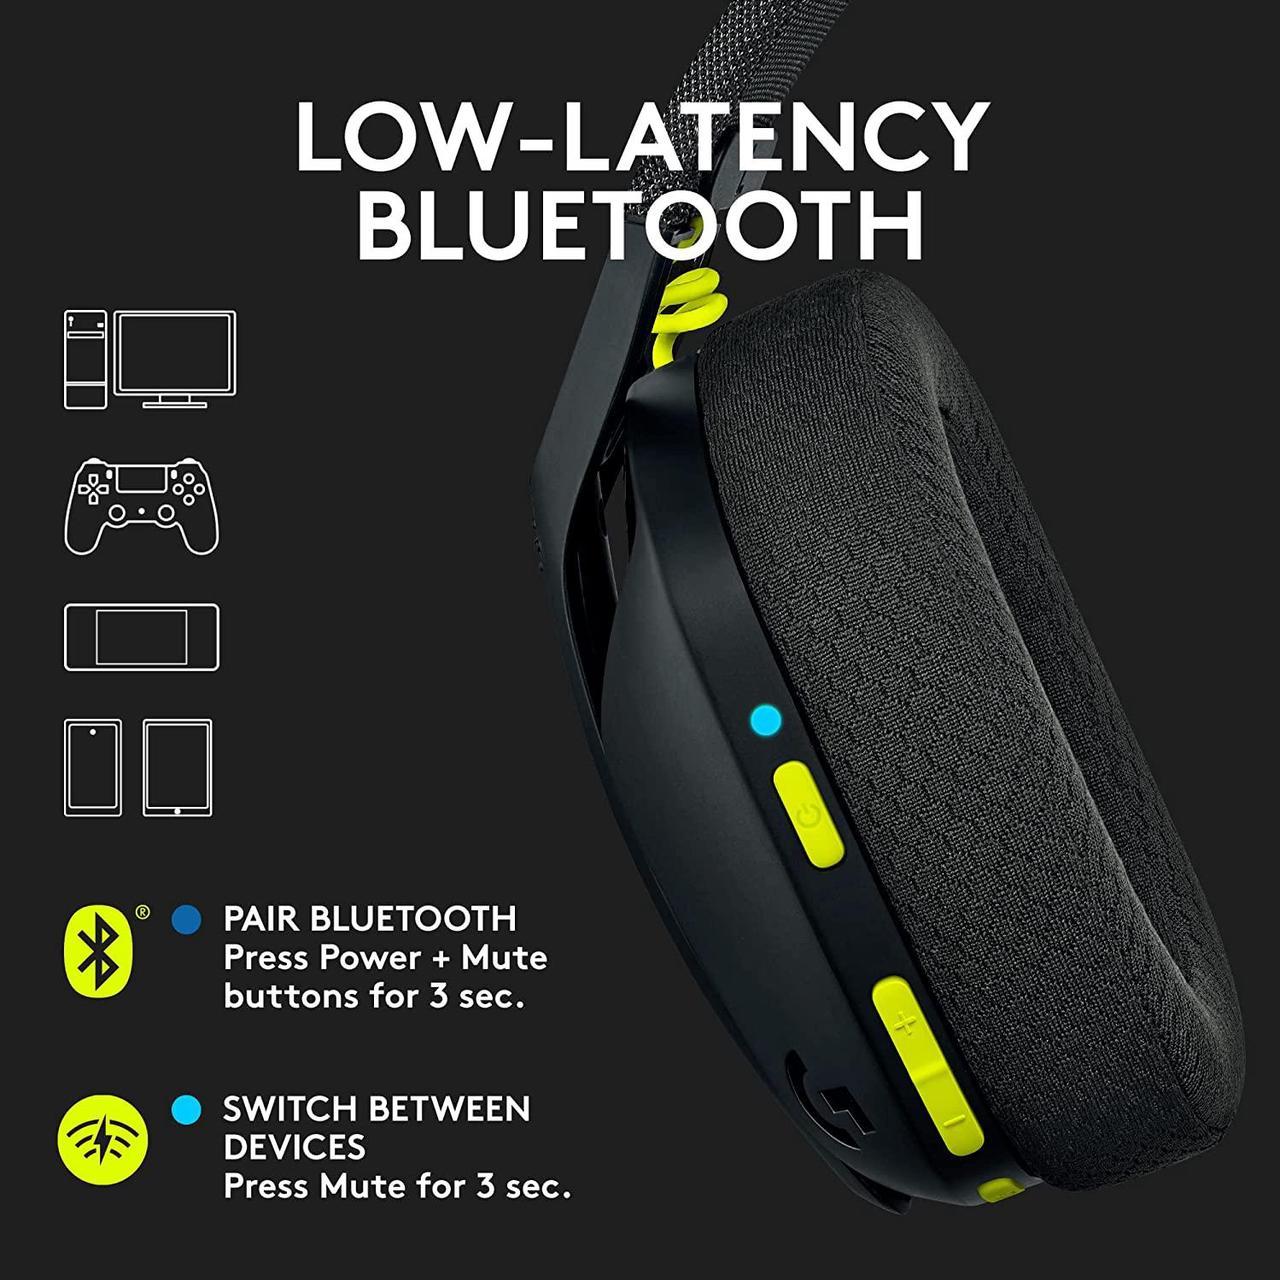 LOW-LATENCY
BLUETOOTH
®
PAIR BLUETOOTH
Press Power + Mute
buttons for 3 sec.
SWITCH BETWEEN
DEVICES
Press Mute for 3 sec.